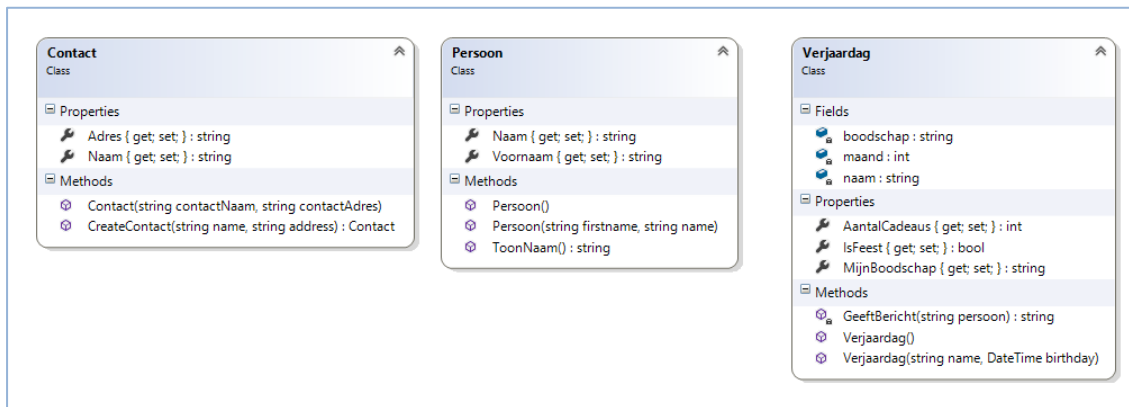 Contact
Class
Properties
Adres { get; set; } : string
Naam { get; set; } : string
Methods
Contact(string contactNaam, string contactAdres)
CreateContact(string name, string address) : Contact
Persoon
Class
Properties
Naam { get; set; } : string
Voornaam { get; set; } : string
Methods
Persoon()
Persoon(string firstname, string name)
ToonNaam() : string
Verjaardag
Class
Fields
boodschap : string
maand : int
naam : string
Properties
AantalCadeaus { get; set; } : int
IsFeest { get; set; } : bool
MijnBoodschap { get; set; } : string
Methods
GeeftBericht(string persoon) : string
Verjaardag()
Verjaardag(string name, DateTime birthday)